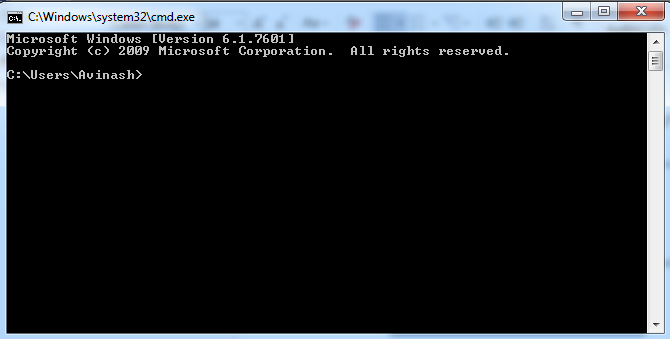 C:\Windows\system32\cmd.exe
Microsoft Windows [Version 6.1.7601]
Copyright (c) 2009 Microsoft Corporation.  All rights reserved.
C:\Users\Avinash>